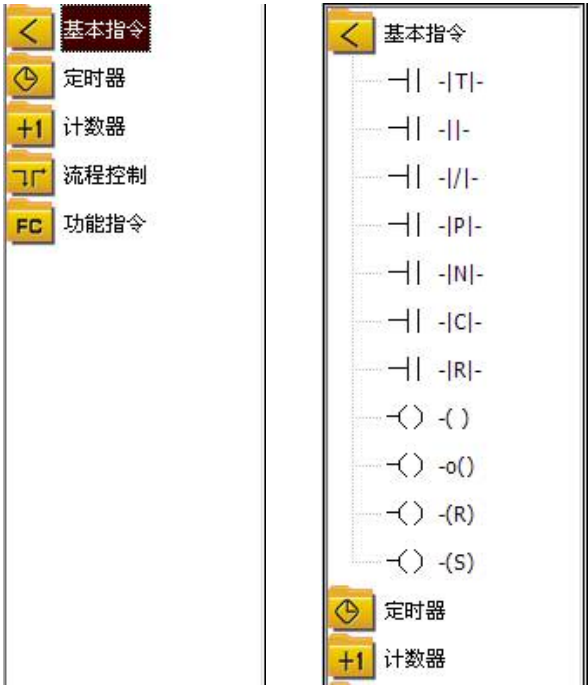 基本指令
定时器
+1 计数器
流程控制
FC 功能指令
基本指令
-|T|-
-||-
-|/|-
-|P|-
-|N|-
-|C|-
-|R|-
-( )
-o()
-(R)
-(S)
定时器
+1 计数器